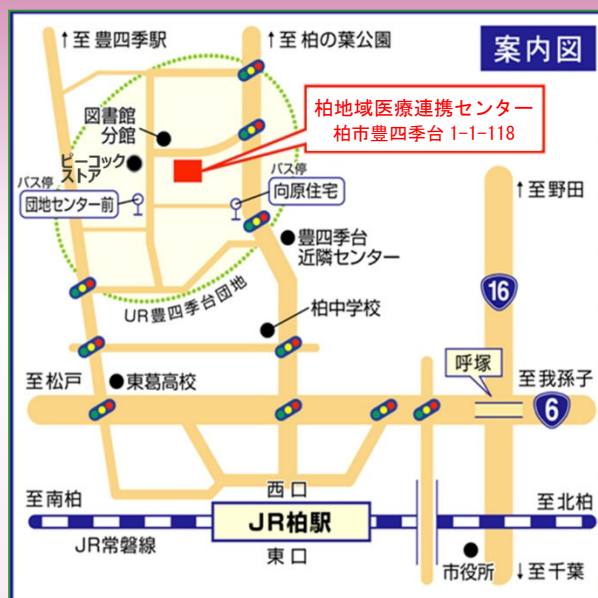 ↑至 豊四季駅
↑至 柏の葉公園
案内図
図書館
分館
柏地域医療連携センター
柏市豊四季台 1-1-118
ピーコック
ストア
バス停
団地センター前
バス停
向原住宅
↑至野田
豊四季台
近隣センター
UR豊四季台団地
16
柏中学校
呼塚
至松戸
東葛高校
至我孫子
6
西口
至南柏
JR柏駅
至北柏
JR常磐線
東口
市役所
↓至千葉